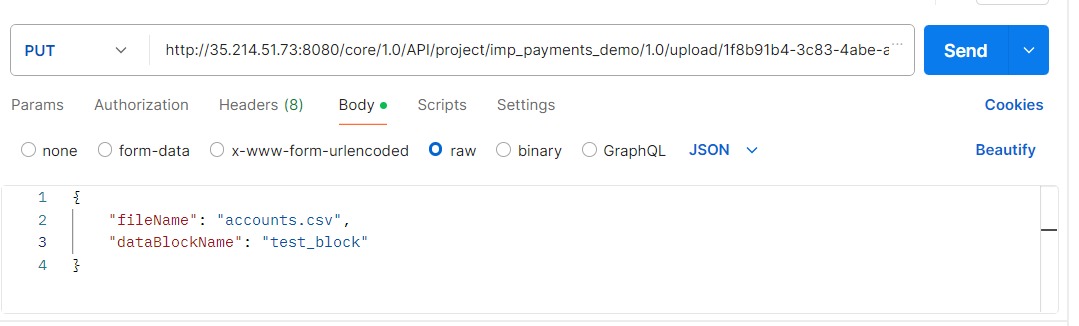 PUT http://35.214.51.73:8080/core/1.0/API/project/imp_payments_demo/1.0/upload/1f8b91b4-3c83-4abe-a... Send
Params Authorization Headers (8) Body Scripts Settings Cookies
none form-data x-www-form-urlencoded raw binary GraphQL JSON Beautify
1 {
2 "fileName": "accounts.csv",
3 "dataBlockName": "test_block"
4 }